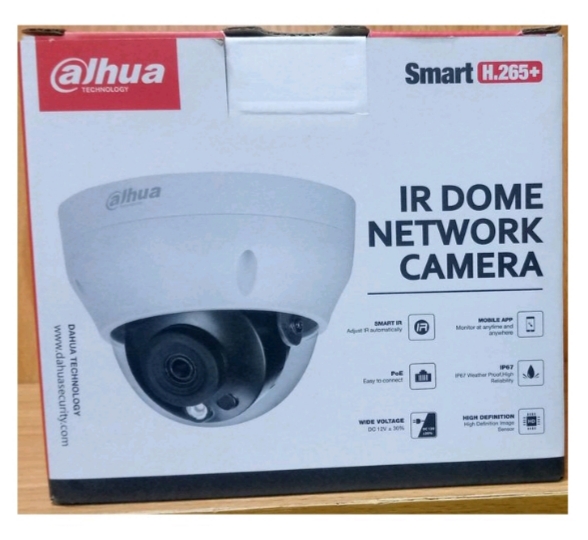 alhua
TECHNOLOGY
Smart H.265+
alhua
IR DOME
NETWORK
CAMERA
SMART IR
Adjust IR automatically
IR
MOBILE APP
Monitor at anytime and
anywhere
PoE
Easy to connect
IP67
IP67 Weather Proof,High
Reliability
WIDE VOLTAGE
DC 12V ± 30%
HIGH DEFINITION
High Definition Image
Sensor
HD
DAHUA TECHNOLOGY
www.dahuasecurity.com